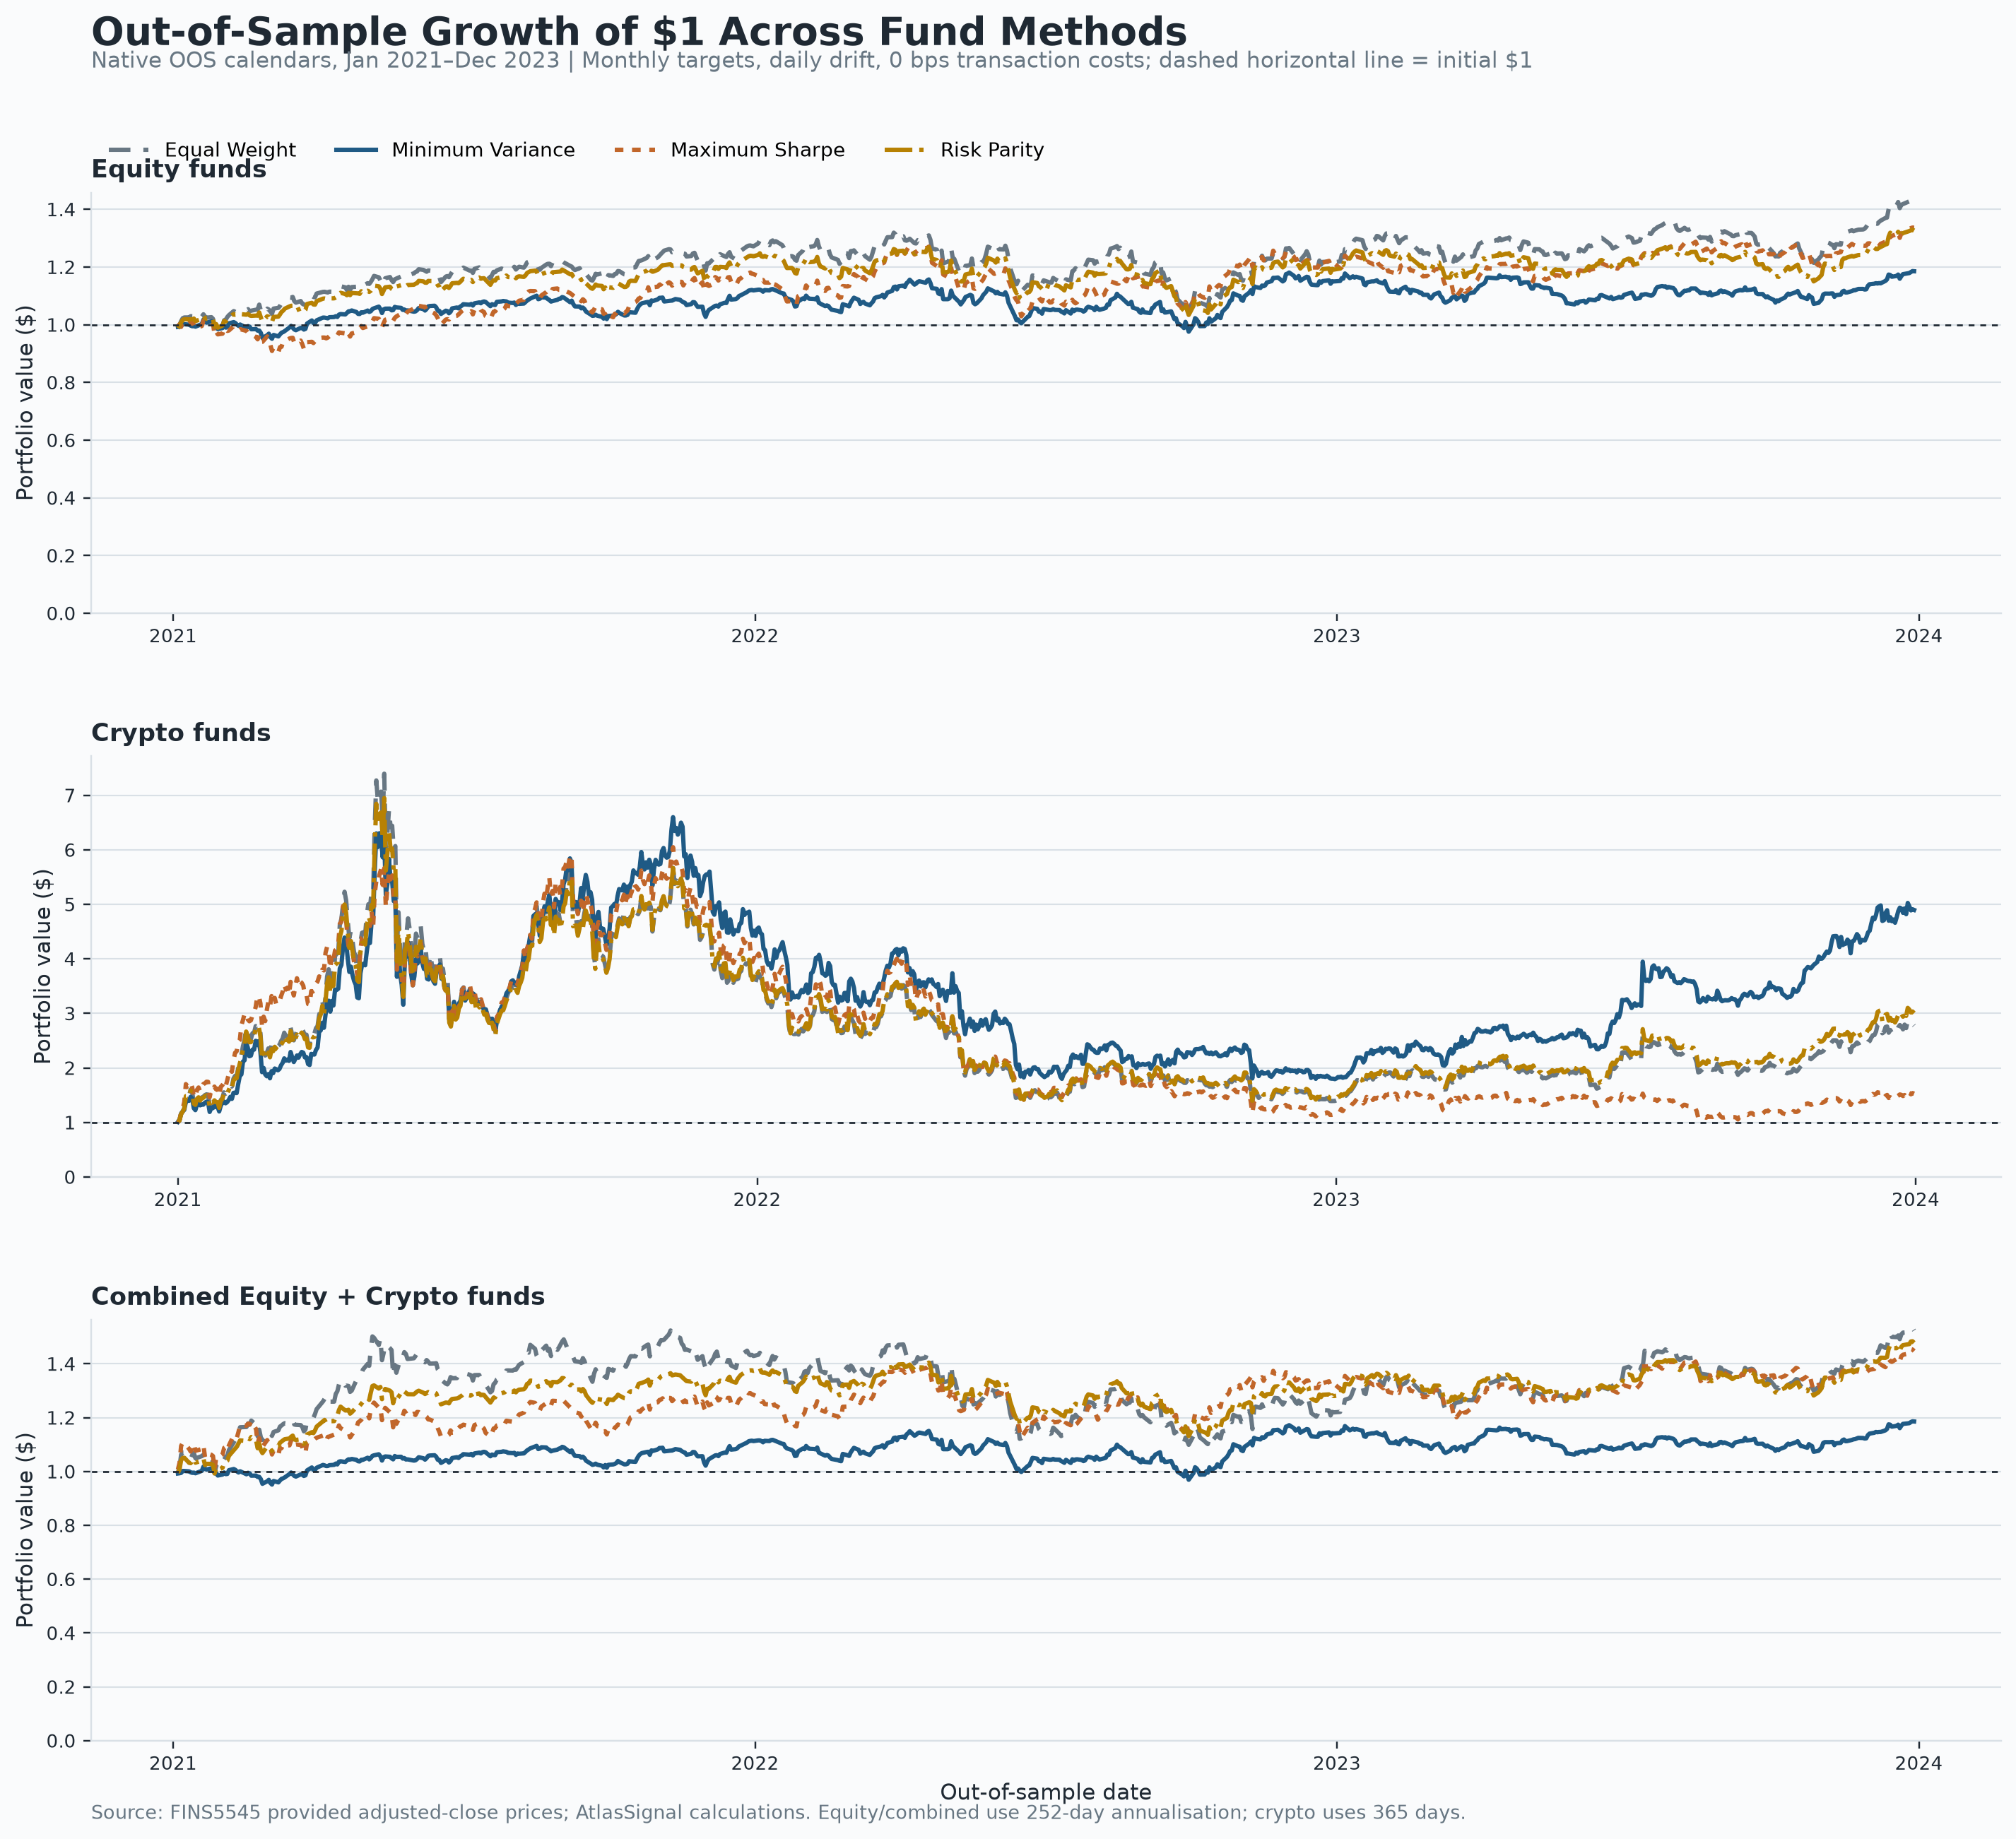 Out-of-Sample Growth of $1 Across Fund Methods
Native OOS calendars, Jan 2021–Dec 2023 | Monthly targets, daily drift, 0 bps transaction costs; dashed horizontal line = initial $1
Equal Weight Minimum Variance Maximum Sharpe Risk Parity
Equity funds
Portfolio value ($)
1.4
1.2
1.0
0.8
0.6
0.4
0.2
0.0
2021 2022 2023 2024
Crypto funds
Portfolio value ($)
7
6
5
4
3
2
1
0
2021 2022 2023 2024
Combined Equity + Crypto funds
Portfolio value ($)
1.4
1.2
1.0
0.8
0.6
0.4
0.2
0.0
2021 2022 2023 2024
Out-of-sample date
Source: FINS5545 provided adjusted-close prices; AtlasSignal calculations. Equity/combined use 252-day annualisation; crypto uses 365 days.